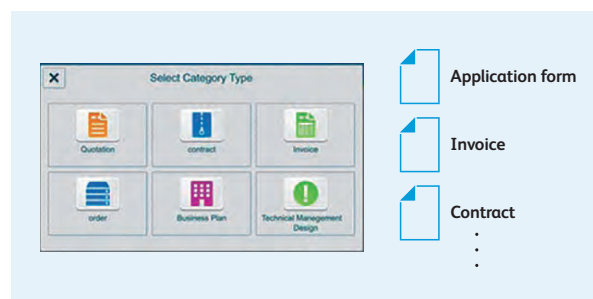 Select Category Type
Quotation
contract
Invoice
order
Business Plan
Technical Management
Design
Application form
Invoice
Contract